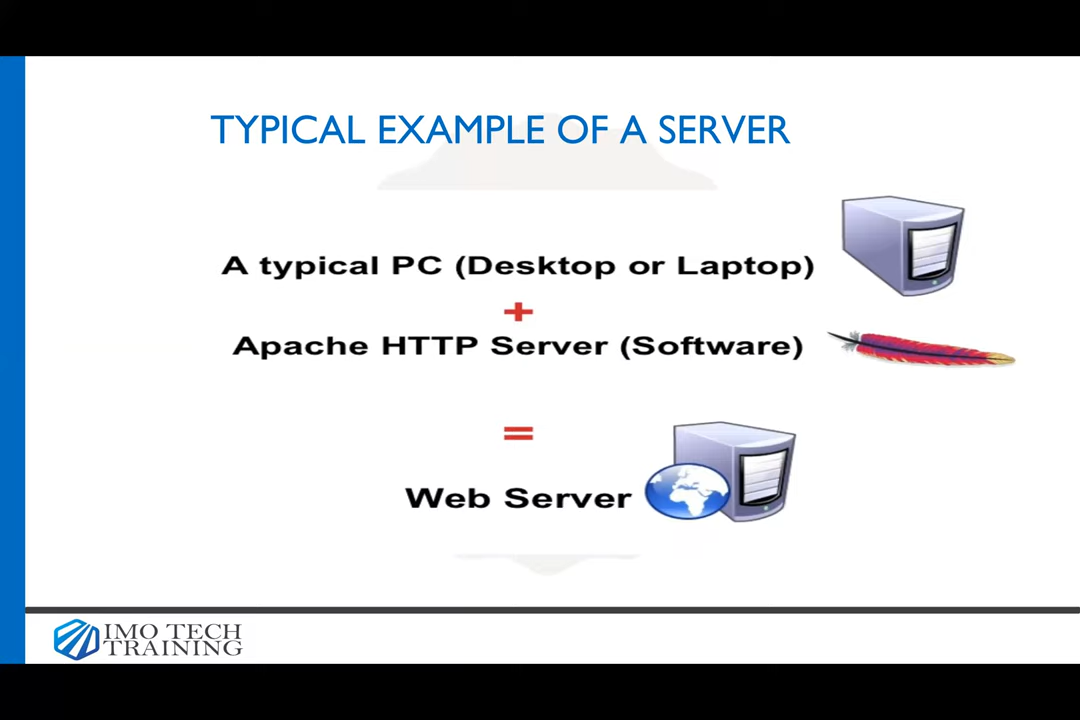 TYPICAL EXAMPLE OF A SERVER
A typical PC (Desktop or Laptop)
+
Apache HTTP Server (Software)
=
Web Server
IMO TECH
TRAINING